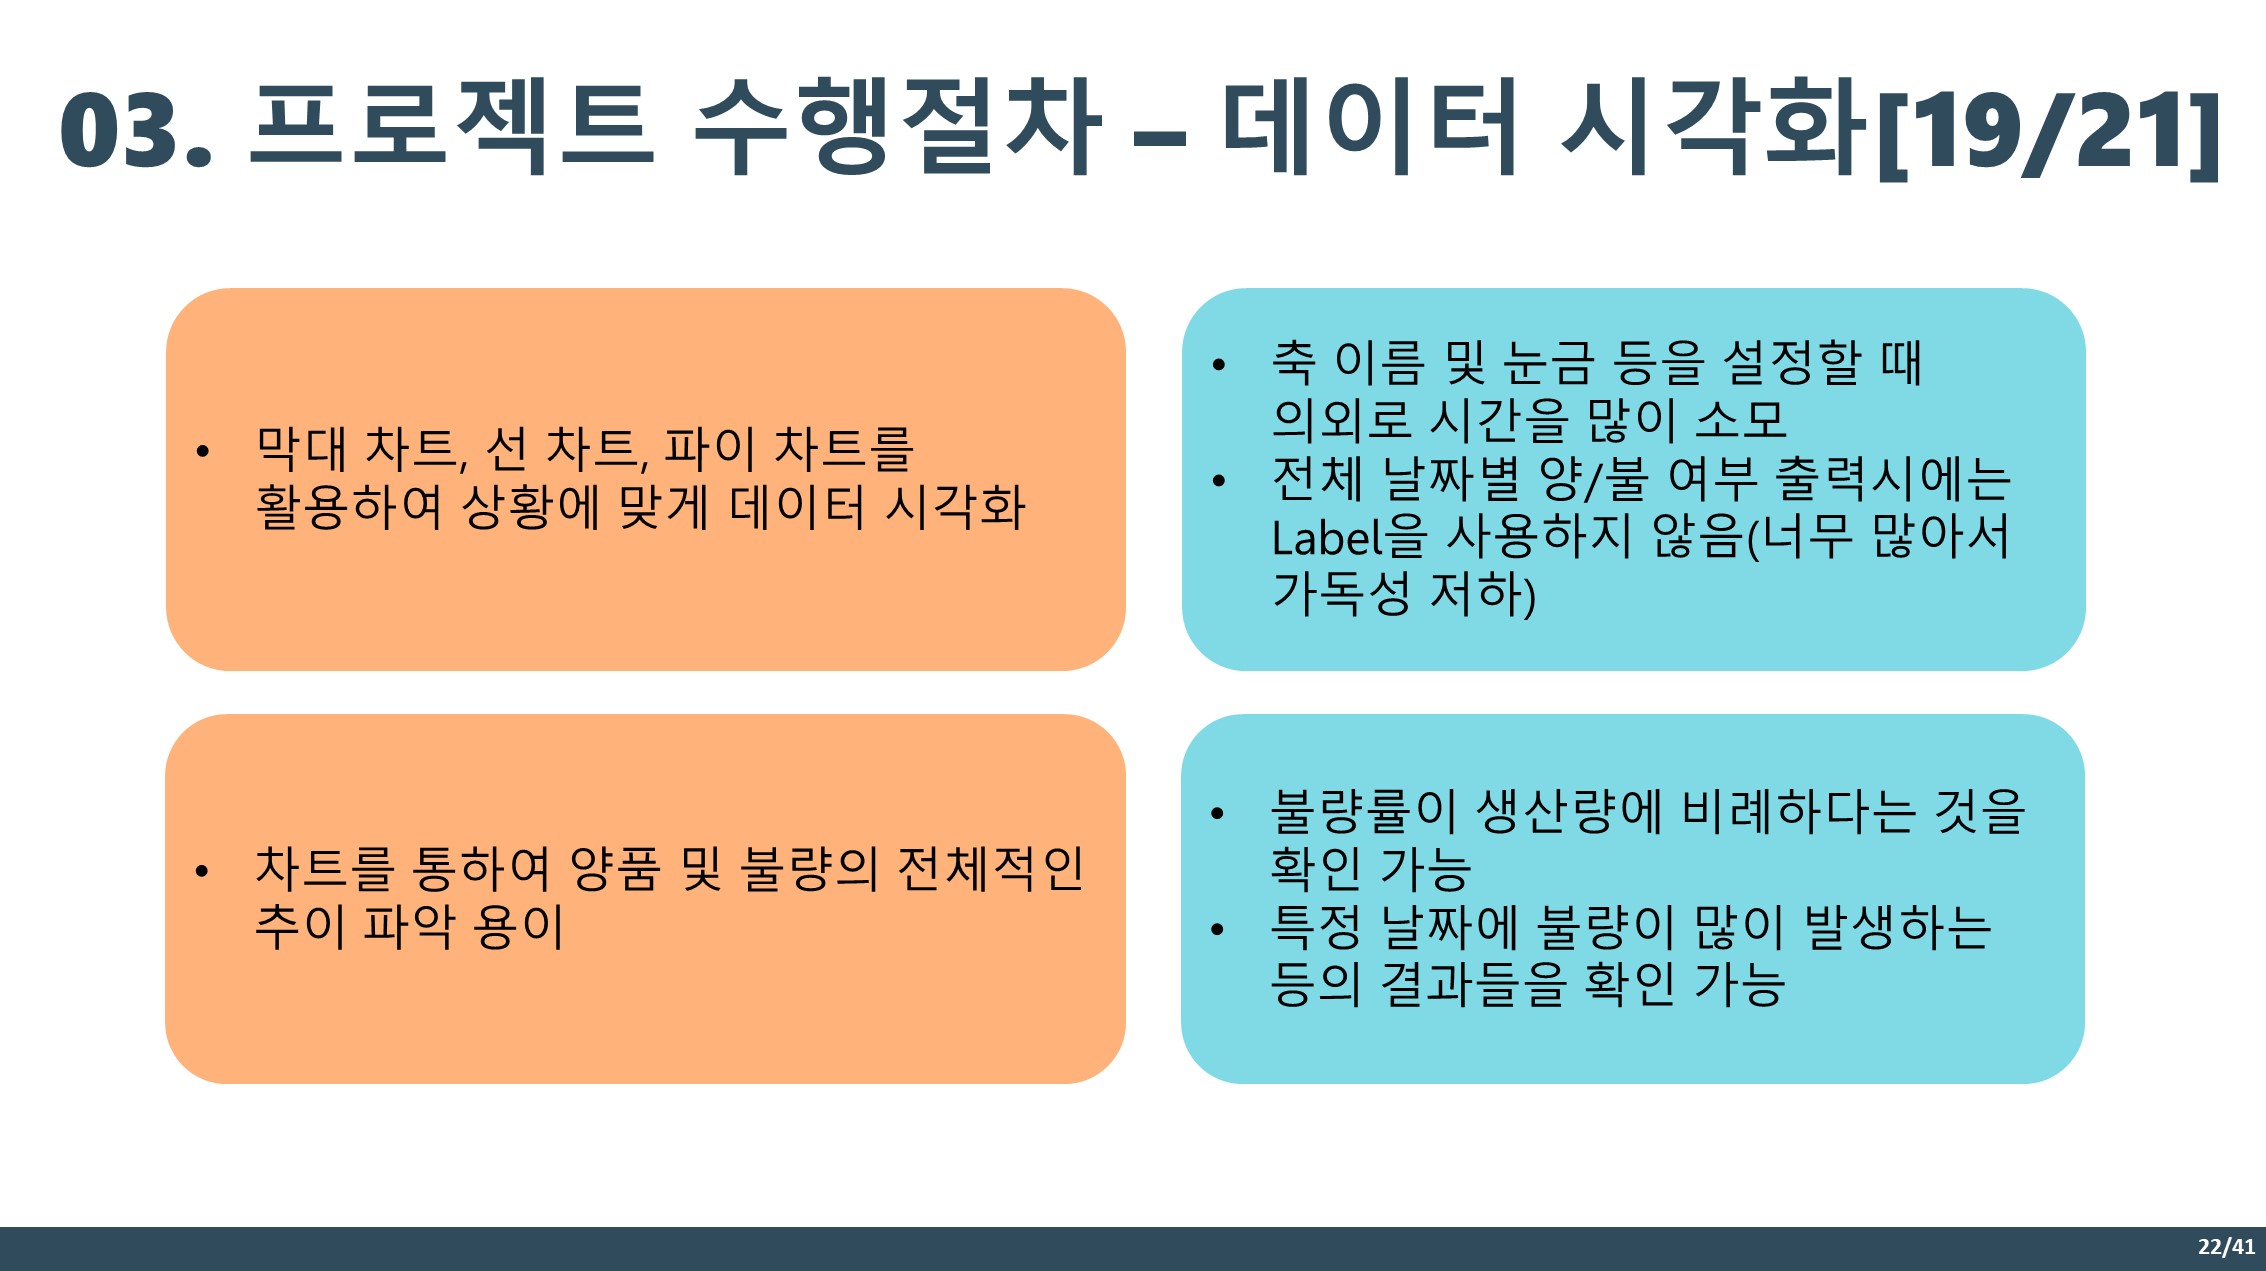 03. 프로젝트 수행절차 – 데이터 시각화[19/21]
• 막대 차트, 선 차트, 파이 차트를
활용하여 상황에 맞게 데이터 시각화
• 축 이름 및 눈금 등을 설정할 때
의외로 시간을 많이 소모
• 전체 날짜별 양/불 여부 출력시에는
Label을 사용하지 않음(너무 많아서
가독성 저하)
• 차트를 통하여 양품 및 불량의 전체적인
추이 파악 용이
• 불량률이 생산량에 비례하다는 것을
확인 가능
• 특정 날짜에 불량이 많이 발생하는
등의 결과들을 확인 가능
22/41